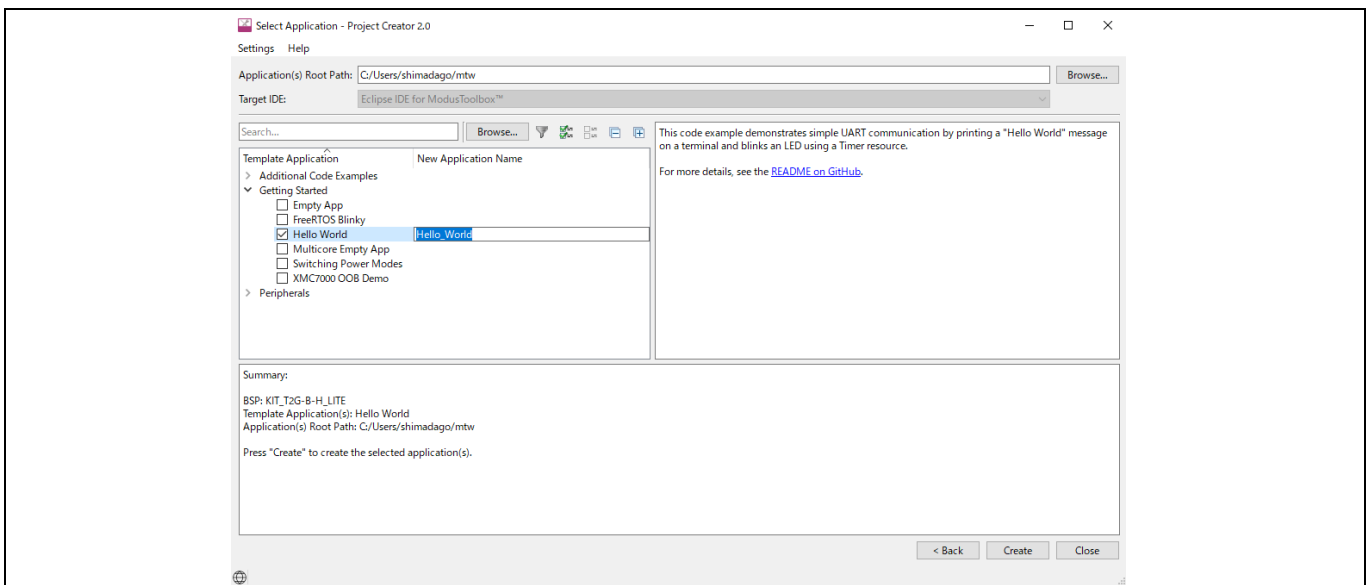 Select Application - Project Creator 2.0
Settings Help
Application(s) Root Path: C:/Users/shimadago/mtw Browse...
Target IDE: Eclipse IDE for ModusToolbox™
Search... Browse...
Template Application New Application Name
Additional Code Examples
Getting Started
Empty App
FreeRTOS Blinky
Hello World Hello_World
Multicore Empty App
Switching Power Modes
XMC7000 OOB Demo
Peripherals
This code example demonstrates simple UART communication by printing a "Hello World" message
on a terminal and blinks an LED using a Timer resource.
For more details, see the README on GitHub.
Summary:
BSP: KIT_T2G-B-H_LITE
Template Application(s): Hello World
Application(s) Root Path: C:/Users/shimadago/mtw
Press "Create" to create the selected application(s).
< Back Create Close